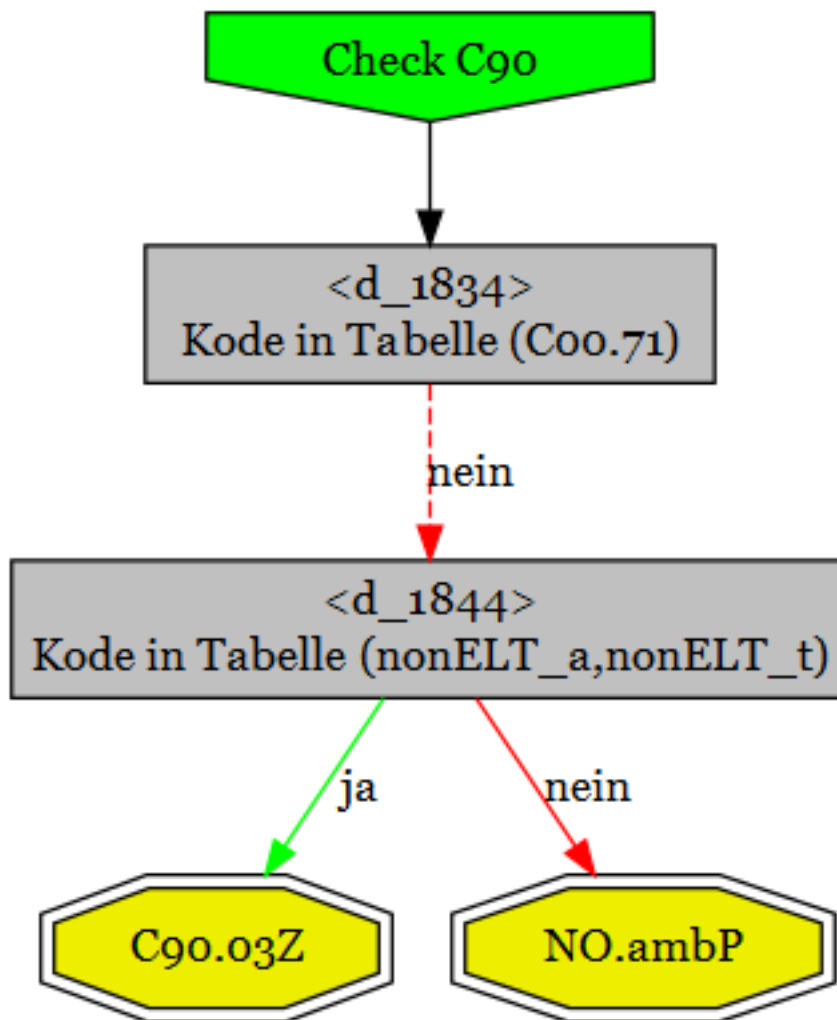 Check C90
<d_1834>
Kode in Tabelle (C00.71)
nein
<d_1844>
Kode in Tabelle (nonELT_a,nonELT_t)
ja
nein
C90.03Z
NO.ambP